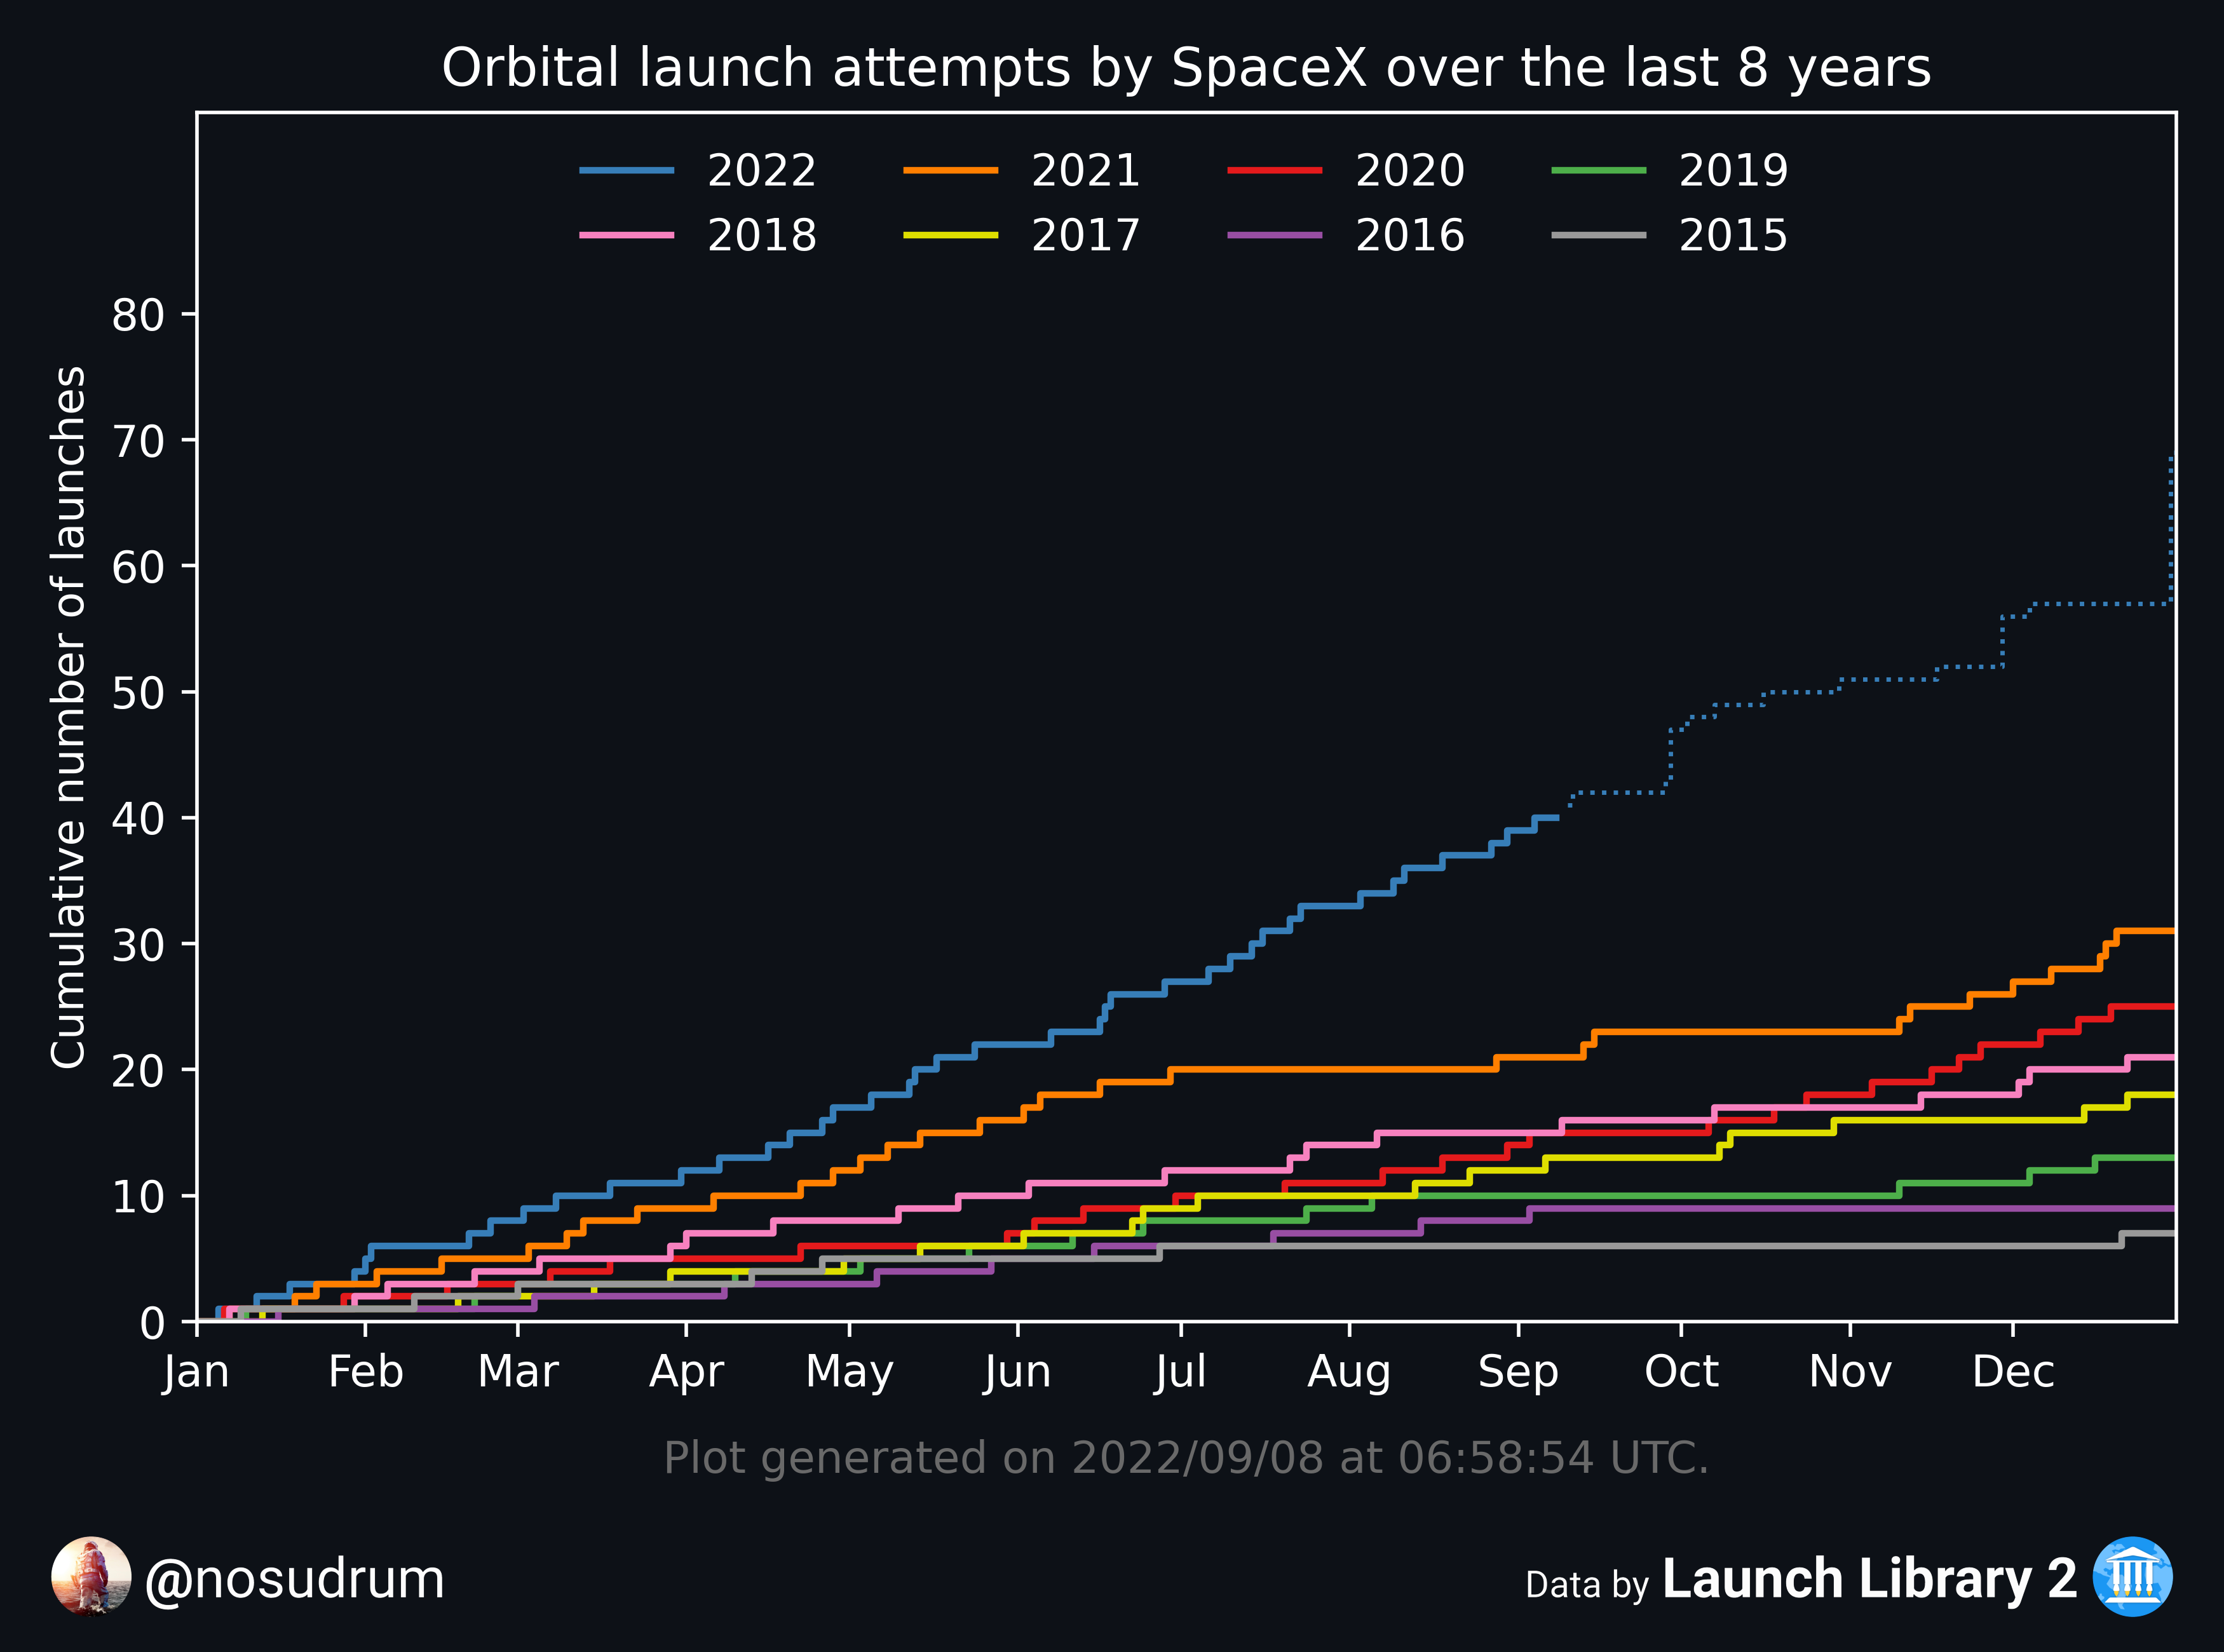 Orbital launch attempts by SpaceX over the last 8 years
2022 2021 2020 2019
2018 2017 2016 2015
80
70
60
50
40
30
20
10
0
Cumulative number of launches
Jan Feb Mar Apr May Jun Jul Aug Sep Oct Nov Dec
Plot generated on 2022/09/08 at 06:58:54 UTC.
@nosudrum
Data by Launch Library 2